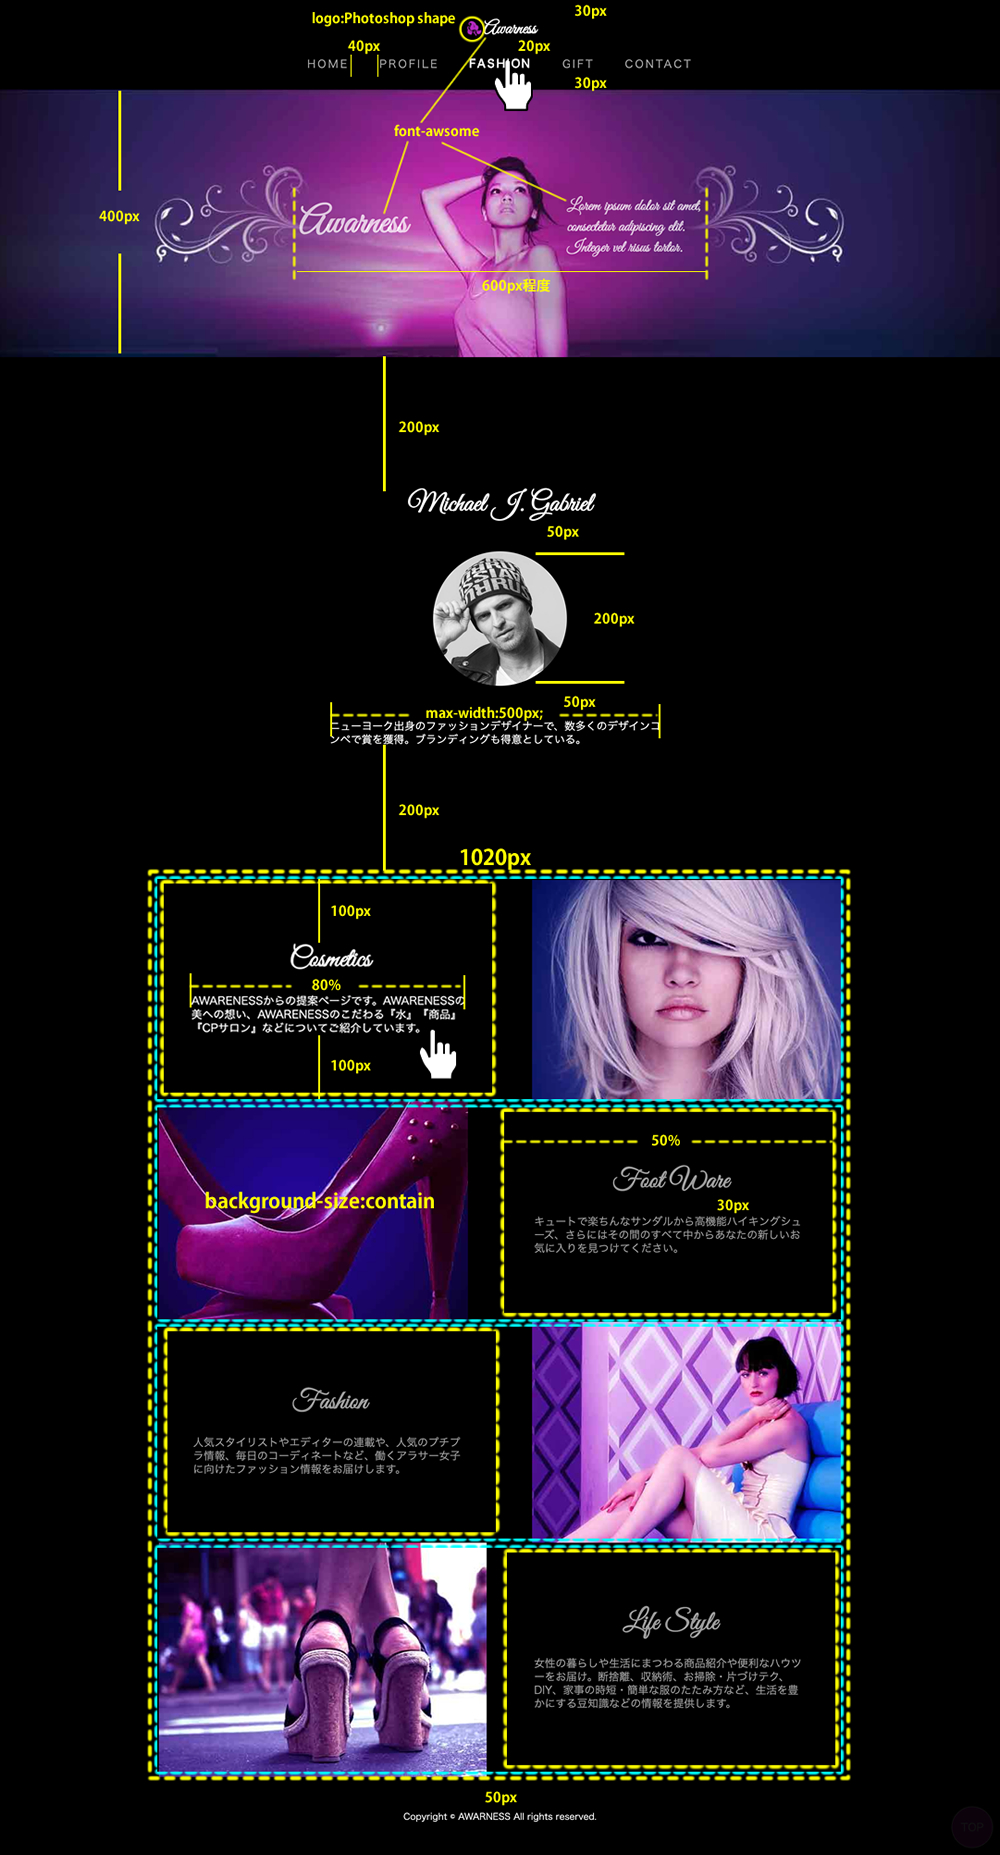 logo:Photoshop shape
Awarness
30px
40px
20px
HOME
PROFILE
FASHION
GIFT
CONTACT
30px
font-awsome
400px
Awarness
Lorem ipsum dolor sit amet,
consectetur adipiscing elit.
Integer vel risus tortor.
600px程度
200px
Michael J. Gabriel
50px
200px
50px
max-width:500px;
ニューヨーク出身のファッションデザイナーで、数多くのデザインコ
ンペで賞を獲得。ブランディングも得意としている。
200px
1020px
100px
Cosmetics
80%
AWARENESSからの提案ページです。AWARENESSの
美への想い、AWARENESSのこだわる『水』『商品』
『CPサロン』などについてご紹介しています。
100px
50%
background-size:contain
Foot Ware
30px
キュートで楽ちんなサンダルから高機能ハイキングシュ
ーズ、さらにはその間のすべて中からあなたの新しいお
気に入りを見つけてください。
Fashion
人気スタイリストやエディターの連載や、人気のプチプ
ラ情報、毎日のコーディネートなど、働くアラサー女子
に向けたファッション情報をお届けします。
Life Style
女性の暮らしや生活にまつわる商品紹介や便利なハウツ
ーをお届け。断捨離、収納術、お掃除・片づけテク、
DIY、家事の時短・簡単な服のたたみ方など、生活を豊
かにする豆知識などの情報を提供します。
50px
Copyright © AWARNESS All rights reserved.
TOP